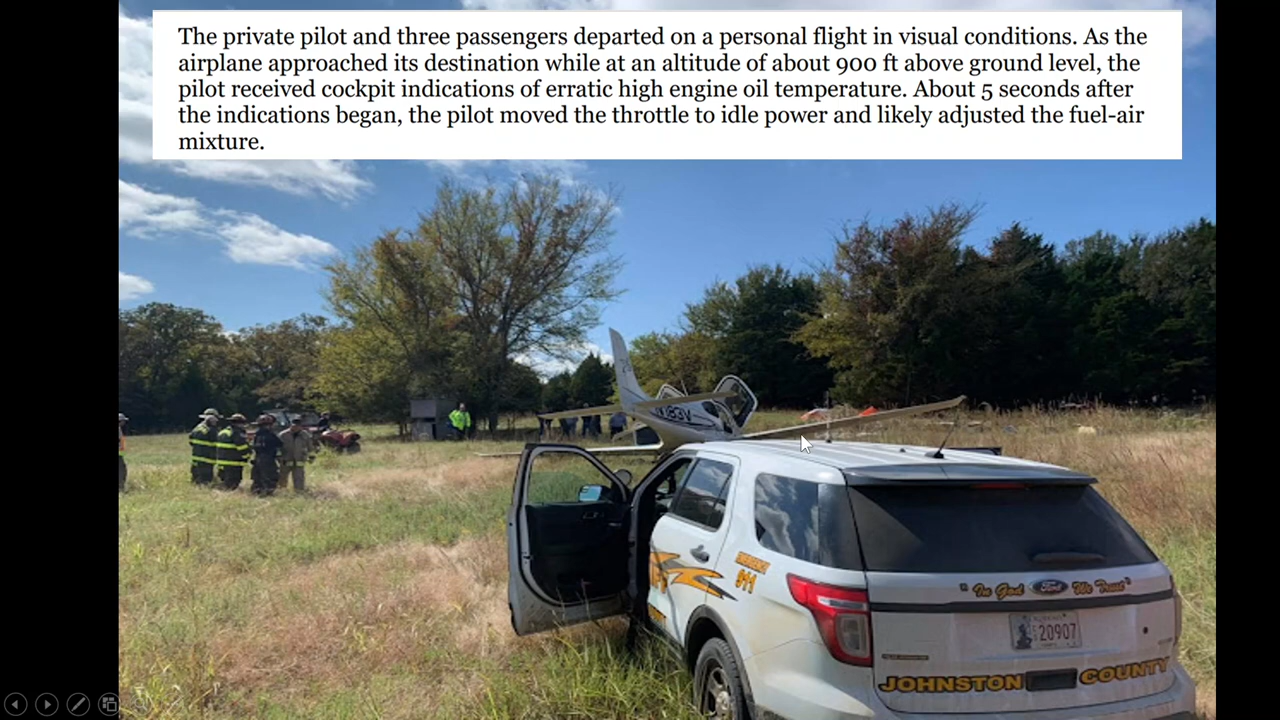 The private pilot and three passengers departed on a personal flight in visual conditions. As the
airplane approached its destination while at an altitude of about 900 ft above ground level, the
pilot received cockpit indications of erratic high engine oil temperature. About 5 seconds after
the indications began, the pilot moved the throttle to idle power and likely adjusted the fuel-air
mixture.
EMERGENCY
911
"In God Ford We Trust"
20907
JOHNSTON COUNTY